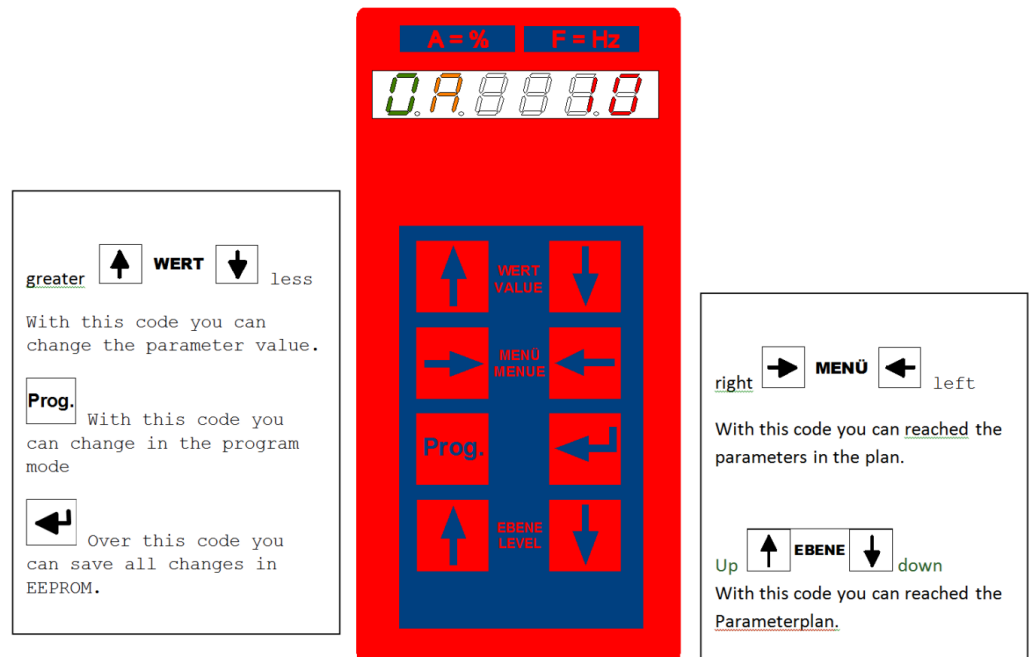 A = %
F = Hz
0.A. 1.0
greater WERT less
With this code you can
change the parameter value.
Prog. With this code you
can change in the program
mode
Over this code you
can save all changes in
EEPROM.
WERT
VALUE
MENÜ
MENUE
Prog.
EBENE
LEVEL
right MENÜ left
With this code you can reached the
parameters in the plan.
Up EBENE down
With this code you can reached the
Parameterplan.